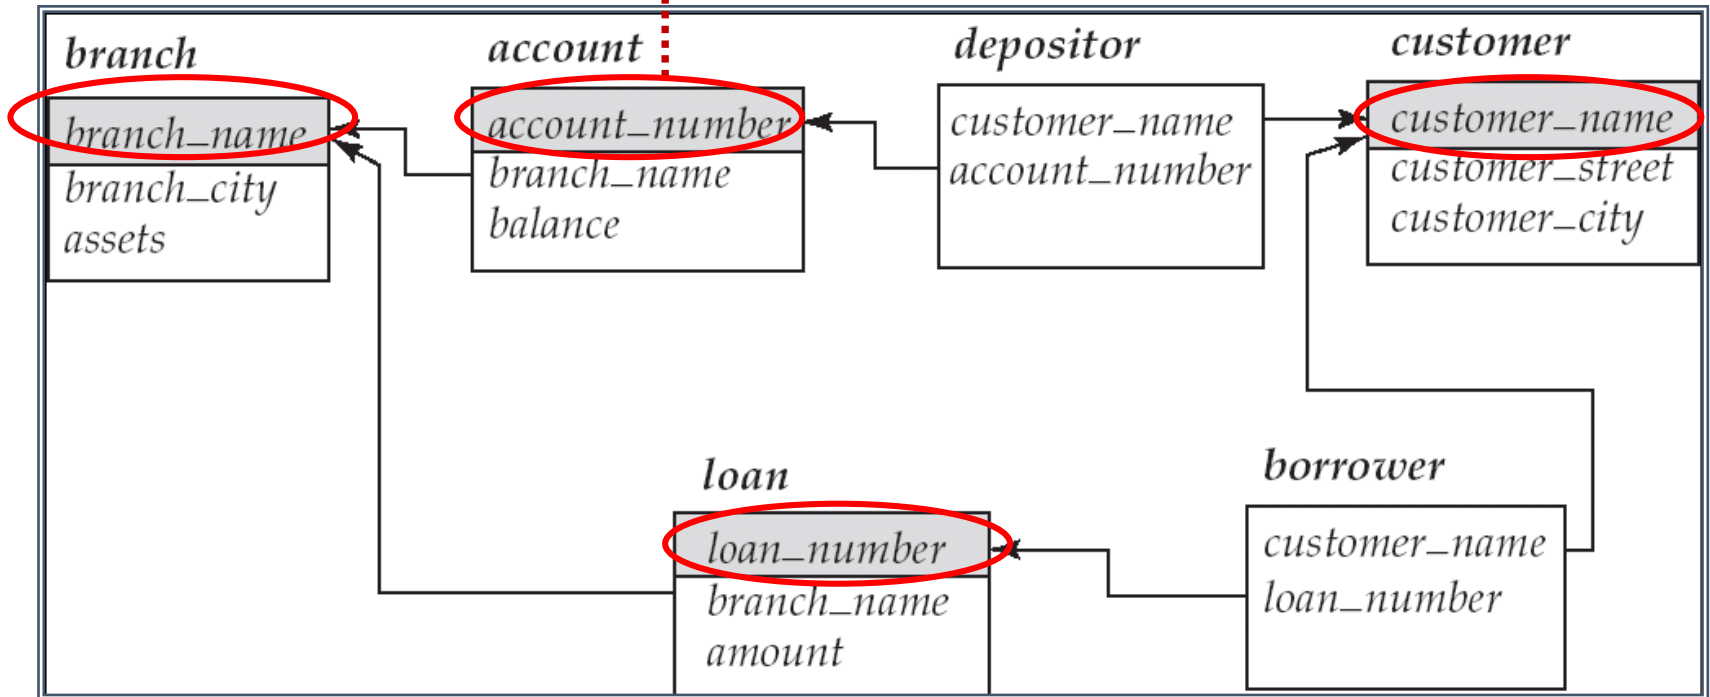 branch
branch_name
branch_city
assets
account
account_number
branch_name
balance
depositor
customer_name
account_number
customer
customer_name
customer_street
customer_city
loan
loan_number
branch_name
amount
borrower
customer_name
loan_number